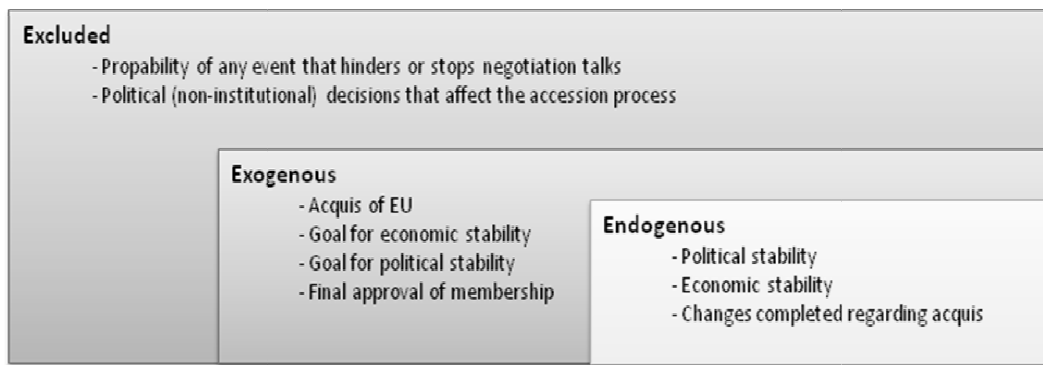 Excluded
- Propability of any event that hinders or stops negotiation talks
- Political (non-institutional) decisions that affect the accession process
Exogenous
- Acquis of EU
- Goal for economic stability
- Goal for political stability
- Final approval of membership
Endogenous
- Political stability
- Economic stability
- Changes completed regarding acquis